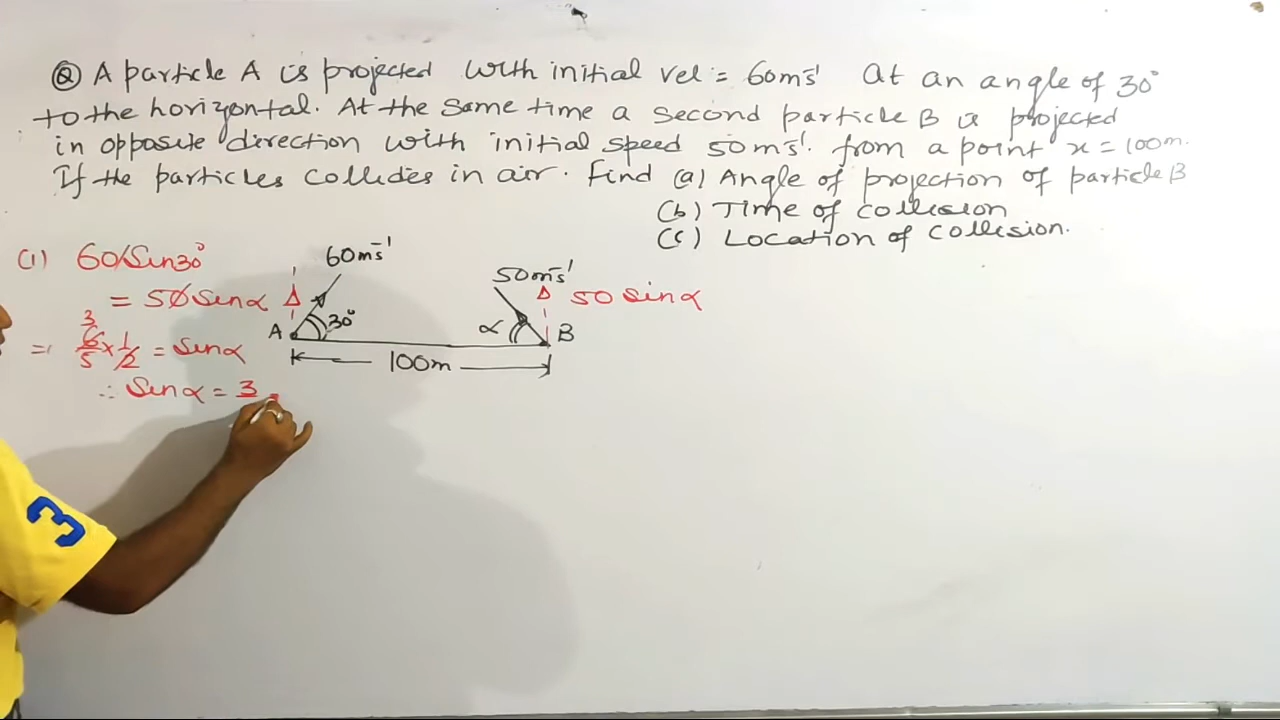 Q A particle A is projected with initial vel = 60ms⁻¹ at an angle of 30°
to the horizontal. At the same time a second particle B is projected
in opposite direction with initial speed 50ms⁻¹. from a point x = 100m.
If the particles collides in air. Find (a) Angle of projection of particle B
(b) Time of collision
(c) Location of collision.
(1) 60 Sin30°
= 50 Sinα
⇒ 6/5 × 1/2 = Sinα
3
∴ Sinα = 3
60ms⁻¹
A 30°
50ms⁻¹
50 sinα
α B
100m
3